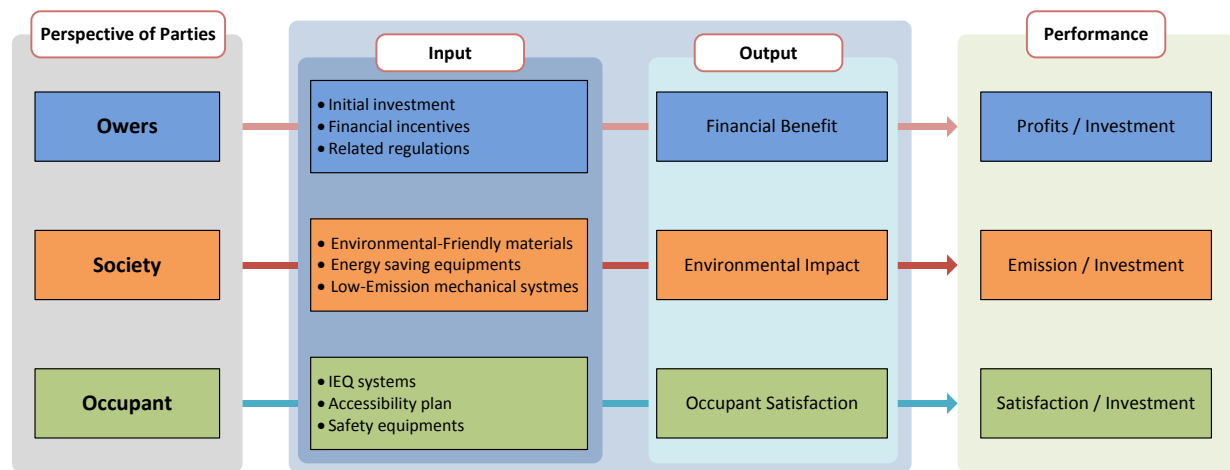 Perspective of Parties
Input
Output
Performance
Owers
• Initial investment
• Financial incentives
• Related regulations
Financial Benefit
Profits / Investment
Society
• Environmental-Friendly materials
• Energy saving equipments
• Low-Emission mechanical systmes
Environmental Impact
Emission / Investment
Occupant
• IEQ systems
• Accessibility plan
• Safety equipments
Occupant Satisfaction
Satisfaction / Investment